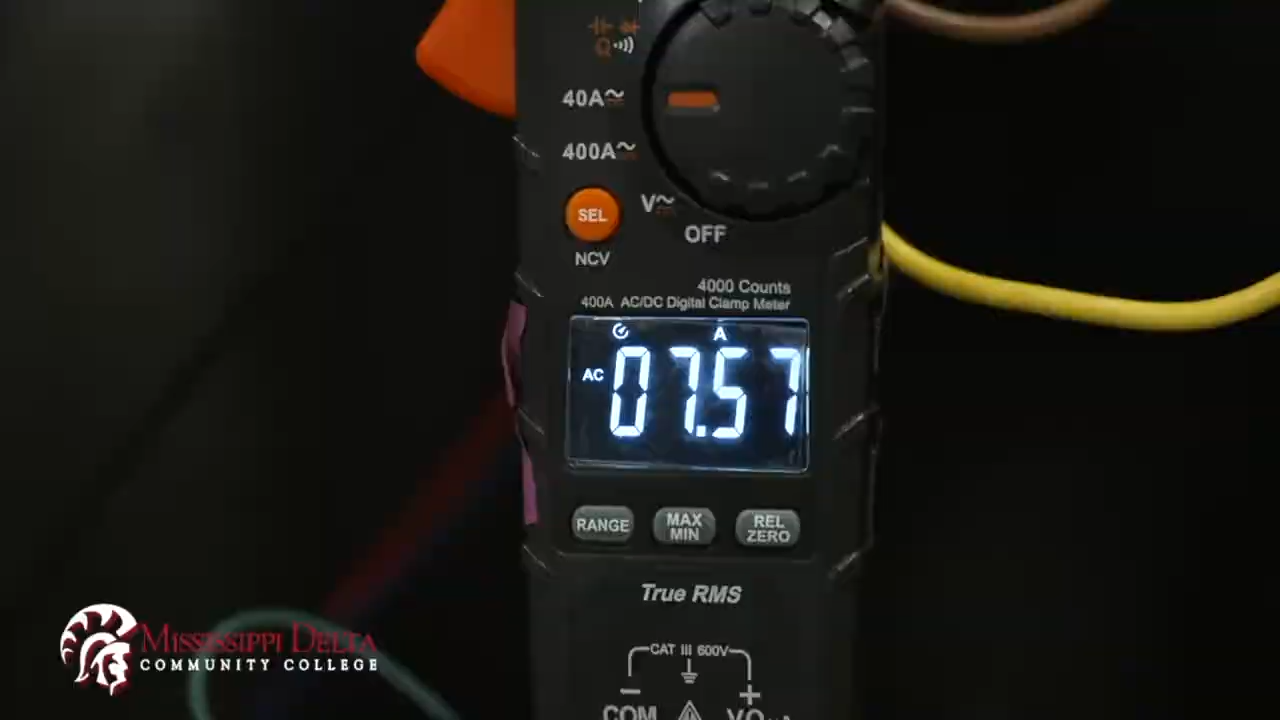 40A
400A
SEL
V
OFF
NCV
4000 Counts
400A AC/DC Digital Clamp Meter
A
AC 07.57
RANGE
MAX
MIN
REL
ZERO
True RMS
CAT III 600V
COM
MISSISSIPPI DELTA
COMMUNITY COLLEGE